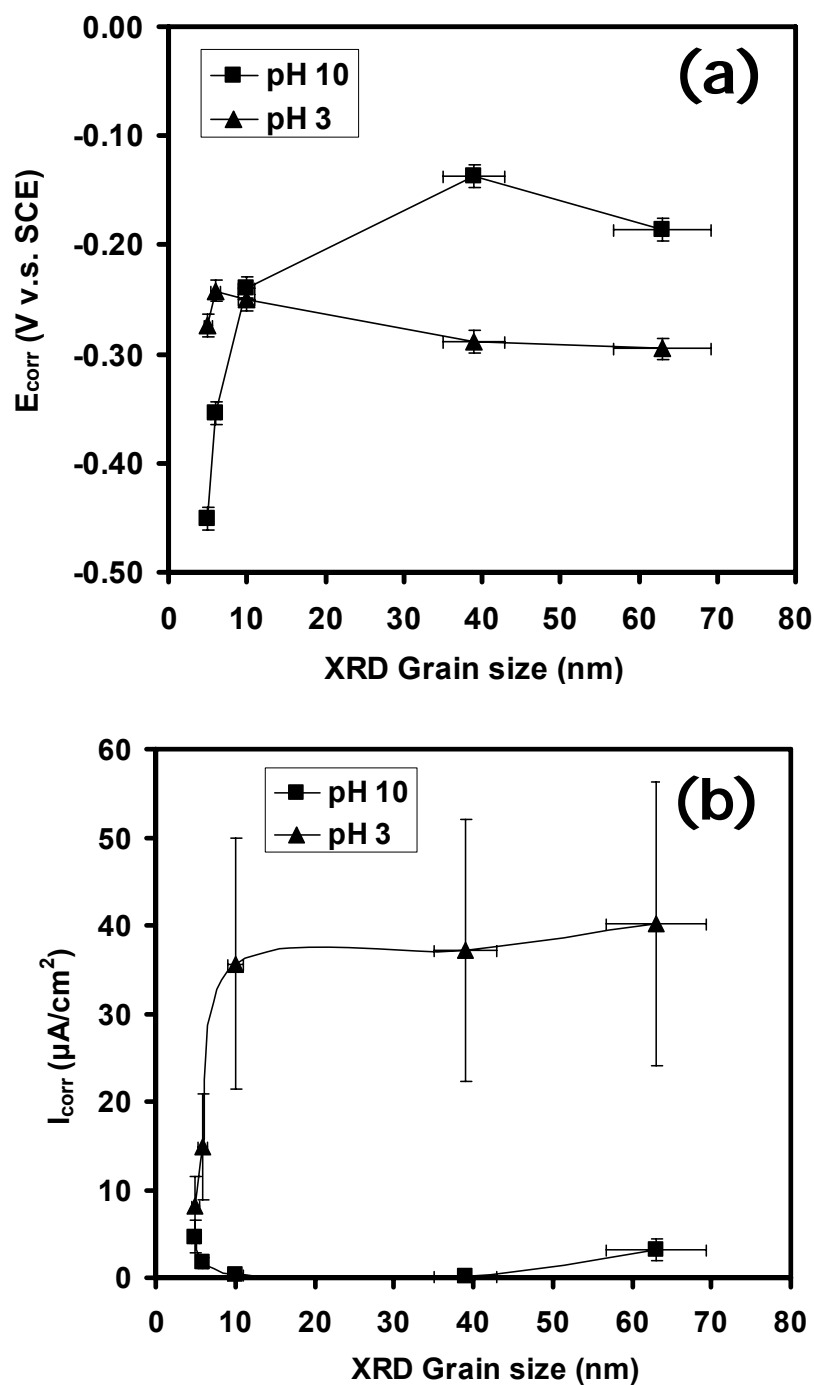 0.00
-0.10
-0.20
-0.30
-0.40
-0.50
E_corr (V v.s. SCE)
pH 10
pH 3
(a)
0 10 20 30 40 50 60 70 80
XRD Grain size (nm)
60
50
40
30
20
10
0
I_corr (µA/cm²)
pH 10
pH 3
(b)
0 10 20 30 40 50 60 70 80
XRD Grain size (nm)